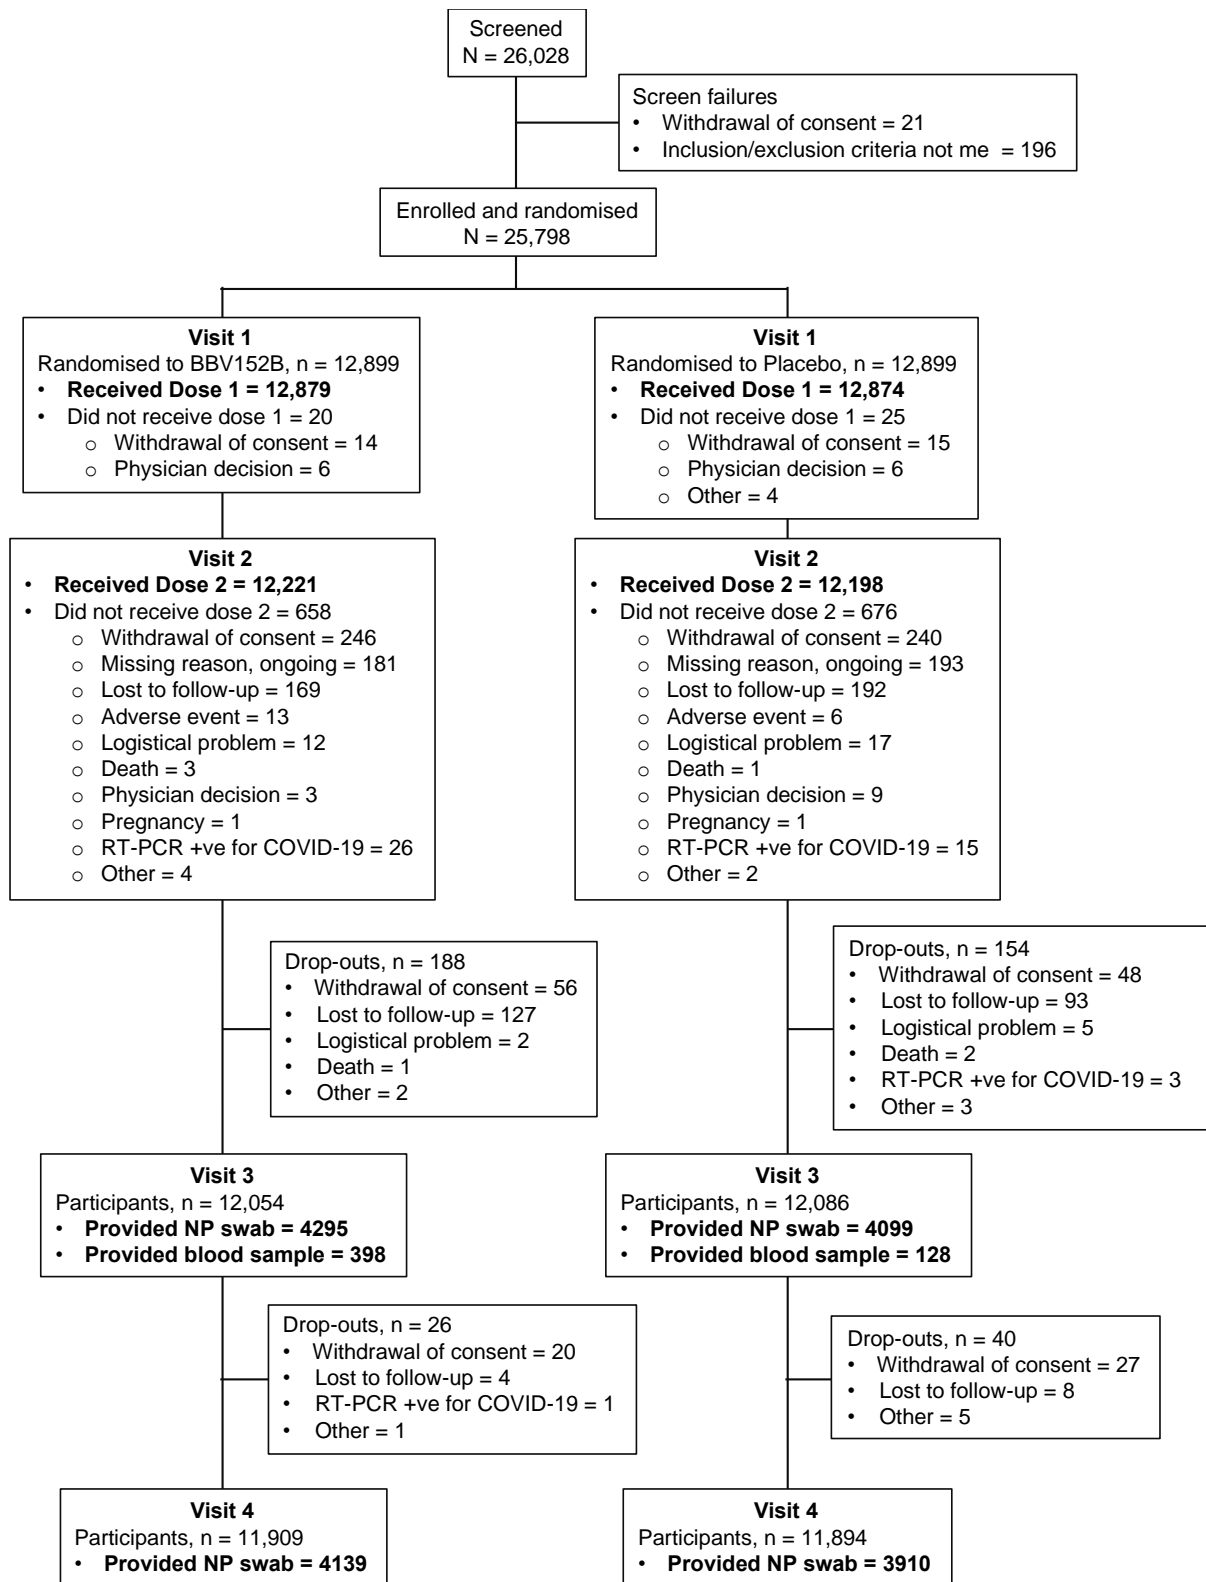 Screened
N = 26,028
Screen failures
• Withdrawal of consent = 21
• Inclusion/exclusion criteria not me = 196
Enrolled and randomised
N = 25,798
Visit 1
Randomised to BBV152B, n = 12,899
• Received Dose 1 = 12,879
• Did not receive dose 1 = 20
o Withdrawal of consent = 14
o Physician decision = 6
Visit 1
Randomised to Placebo, n = 12,899
• Received Dose 1 = 12,874
• Did not receive dose 1 = 25
o Withdrawal of consent = 15
o Physician decision = 6
o Other = 4
Visit 2
• Received Dose 2 = 12,221
• Did not receive dose 2 = 658
o Withdrawal of consent = 246
o Missing reason, ongoing = 181
o Lost to follow-up = 169
o Adverse event = 13
o Logistical problem = 12
o Death = 3
o Physician decision = 3
o Pregnancy = 1
o RT-PCR +ve for COVID-19 = 26
o Other = 4
Visit 2
• Received Dose 2 = 12,198
• Did not receive dose 2 = 676
o Withdrawal of consent = 240
o Missing reason, ongoing = 193
o Lost to follow-up = 192
o Adverse event = 6
o Logistical problem = 17
o Death = 1
o Physician decision = 9
o Pregnancy = 1
o RT-PCR +ve for COVID-19 = 15
o Other = 2
Drop-outs, n = 188
• Withdrawal of consent = 56
• Lost to follow-up = 127
• Logistical problem = 2
• Death = 1
• Other = 2
Drop-outs, n = 154
• Withdrawal of consent = 48
• Lost to follow-up = 93
• Logistical problem = 5
• Death = 2
• RT-PCR +ve for COVID-19 = 3
• Other = 3
Visit 3
Participants, n = 12,054
• Provided NP swab = 4295
• Provided blood sample = 398
Visit 3
Participants, n = 12,086
• Provided NP swab = 4099
• Provided blood sample = 128
Drop-outs, n = 26
• Withdrawal of consent = 20
• Lost to follow-up = 4
• RT-PCR +ve for COVID-19 = 1
• Other = 1
Drop-outs, n = 40
• Withdrawal of consent = 27
• Lost to follow-up = 8
• Other = 5
Visit 4
Participants, n = 11,909
• Provided NP swab = 4139
Visit 4
Participants, n = 11,894
• Provided NP swab = 3910